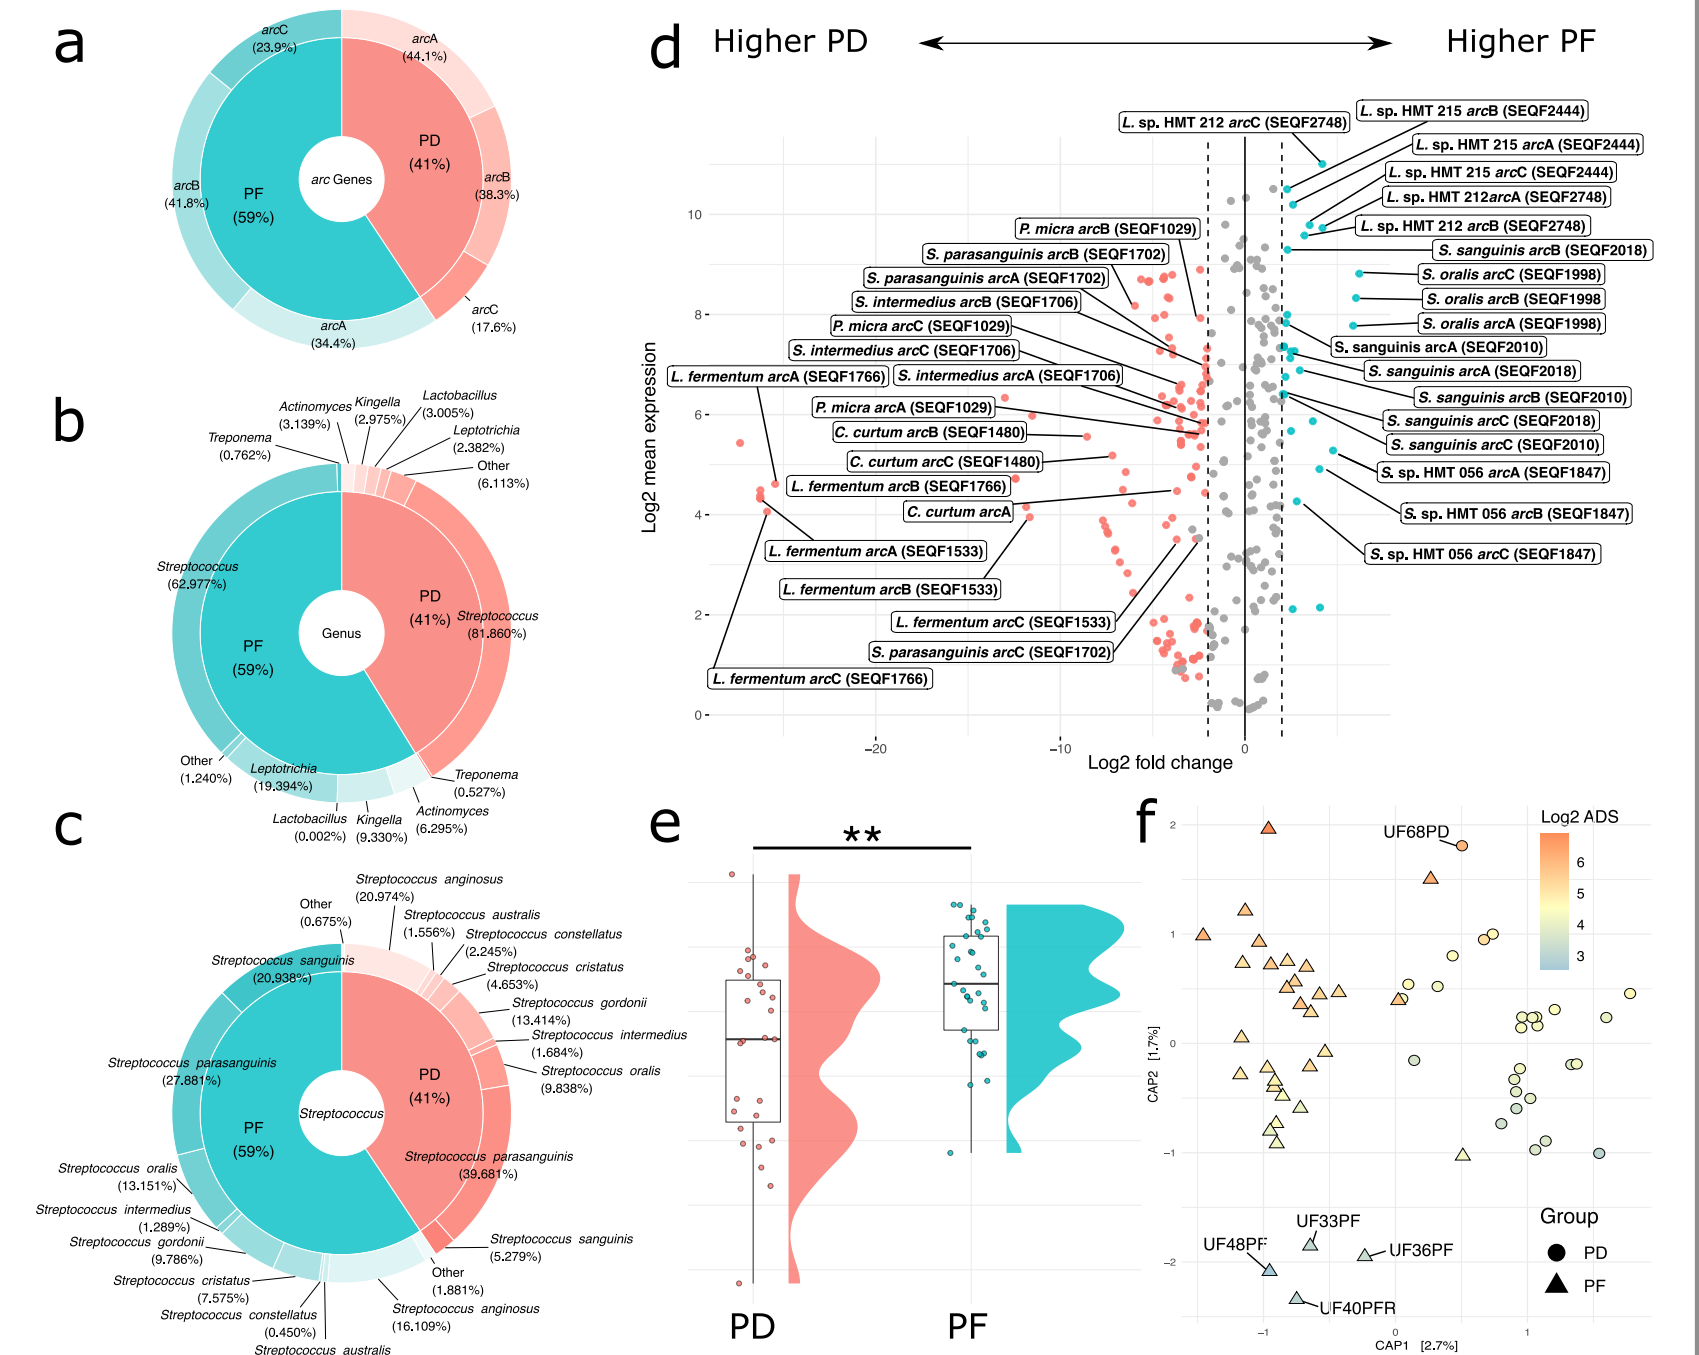 a
arcC
(23.9%)
arcA
(44.1%)
PD
(41%)
arcB
(38.3%)
arc Genes
arcB
(41.8%)
PF
(59%)
arcC
(17.6%)
arcA
(34.4%)
b
Treponema
(0.762%)
Actinomyces
(3.139%)
Kingella
(2.975%)
Lactobacillus
(3.005%)
Leptotrichia
(2.382%)
Other
(6.113%)
Streptococcus
(62.977%)
PD
(41%)
Streptococcus
(81.860%)
Genus
PF
(59%)
Other
(1.240%)
Leptotrichia
(19.394%)
Lactobacillus
(0.002%)
Kingella
(9.330%)
Actinomyces
(6.295%)
Treponema
(0.527%)
c
Other
(0.675%)
Streptococcus anginosus
(20.974%)
Streptococcus australis
(1.556%)
Streptococcus constellatus
(2.245%)
Streptococcus cristatus
(4.653%)
Streptococcus gordonii
(13.414%)
Streptococcus intermedius
(1.684%)
Streptococcus oralis
(9.838%)
Streptococcus sanguinis
(20.938%)
Streptococcus parasanguinis
(27.881%)
PD
(41%)
Streptococcus
PF
(59%)
Streptococcus parasanguinis
(39.681%)
Streptococcus oralis
(13.151%)
Streptococcus intermedius
(1.289%)
Streptococcus gordonii
(9.786%)
Streptococcus cristatus
(7.575%)
Streptococcus constellatus
(0.450%)
Streptococcus australis
Streptococcus sanguinis
(5.279%)
Other
(1.881%)
Streptococcus anginosus
(16.109%)
d
Higher PD
Higher PF
L. sp. HMT 212 arcC (SEQF2748)
L. sp. HMT 215 arcB (SEQF2444)
L. sp. HMT 215 arcA (SEQF2444)
L. sp. HMT 215 arcC (SEQF2444)
L. sp. HMT 212arcA (SEQF2748)
L. sp. HMT 212 arcB (SEQF2748)
S. sanguinis arcB (SEQF2018)
S. oralis arcC (SEQF1998)
S. oralis arcB (SEQF1998
S. oralis arcA (SEQF1998)
S. sanguinis arcA (SEQF2010)
S. sanguinis arcA (SEQF2018)
S. sanguinis arcB (SEQF2010)
S. sanguinis arcC (SEQF2018)
S. sanguinis arcC (SEQF2010)
S. sp. HMT 056 arcA (SEQF1847)
S. sp. HMT 056 arcB (SEQF1847)
S. sp. HMT 056 arcC (SEQF1847)
P. micra arcB (SEQF1029)
S. parasanguinis arcB (SEQF1702)
S. parasanguinis arcA (SEQF1702)
S. intermedius arcB (SEQF1706)
P. micra arcC (SEQF1029)
S. intermedius arcC (SEQF1706)
L. fermentum arcA (SEQF1766)
S. intermedius arcA (SEQF1706)
P. micra arcA (SEQF1029)
C. curtum arcB (SEQF1480)
C. curtum arcC (SEQF1480)
L. fermentum arcB (SEQF1766)
C. curtum arcA
L. fermentum arcA (SEQF1533)
L. fermentum arcB (SEQF1533)
L. fermentum arcC (SEQF1533)
S. parasanguinis arcC (SEQF1702)
L. fermentum arcC (SEQF1766)
Log2 mean expression
10
8
6
4
2
0
−20
−10
0
Log2 fold change
e
**
PD
PF
f
Log2 ADS
6
5
4
3
UF68PD
UF33PF
UF48PF
UF36PF
UF40PFR
Group
PD
PF
CAP2 [1.7%]
2
1
0
−1
−2
−1
0
1
CAP1 [2.7%]